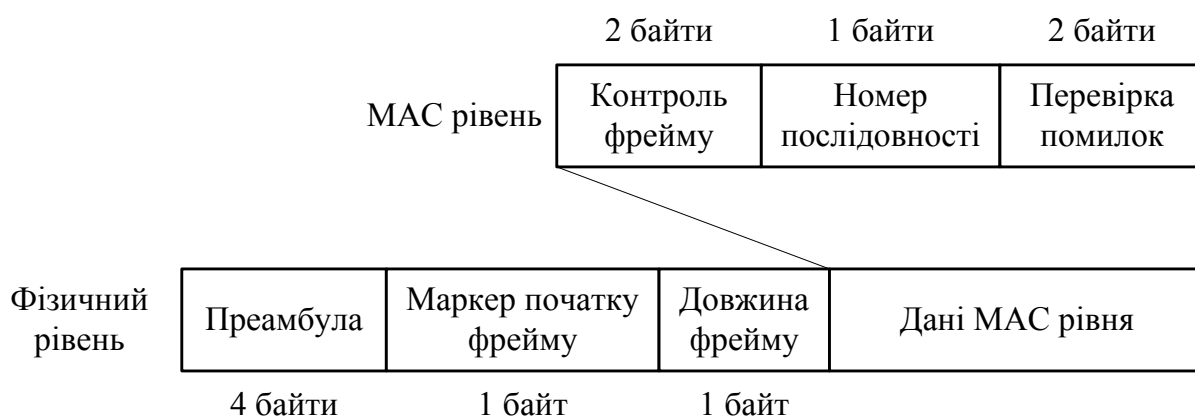 2 байти 1 байти 2 байти
МАС рівень
Контроль фрейму
Номер послідовності
Перевірка помилок
Фізичний рівень
Преамбула
Маркер початку фрейму
Довжина фрейму
Дані МАС рівня
4 байти 1 байт 1 байт